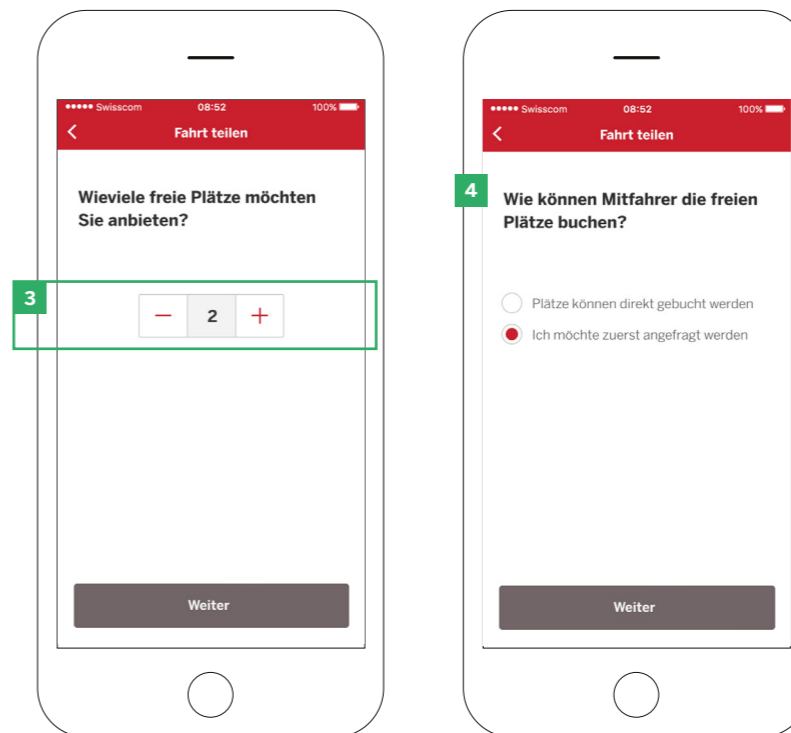 Swisscom 08:52 100%
Fahrt teilen
Wieviele freie Plätze möchten
Sie anbieten?
3
− 2 +
Weiter
Swisscom 08:52 100%
Fahrt teilen
4
Wie können Mitfahrer die freien
Plätze buchen?
Plätze können direkt gebucht werden
Ich möchte zuerst angefragt werden
Weiter